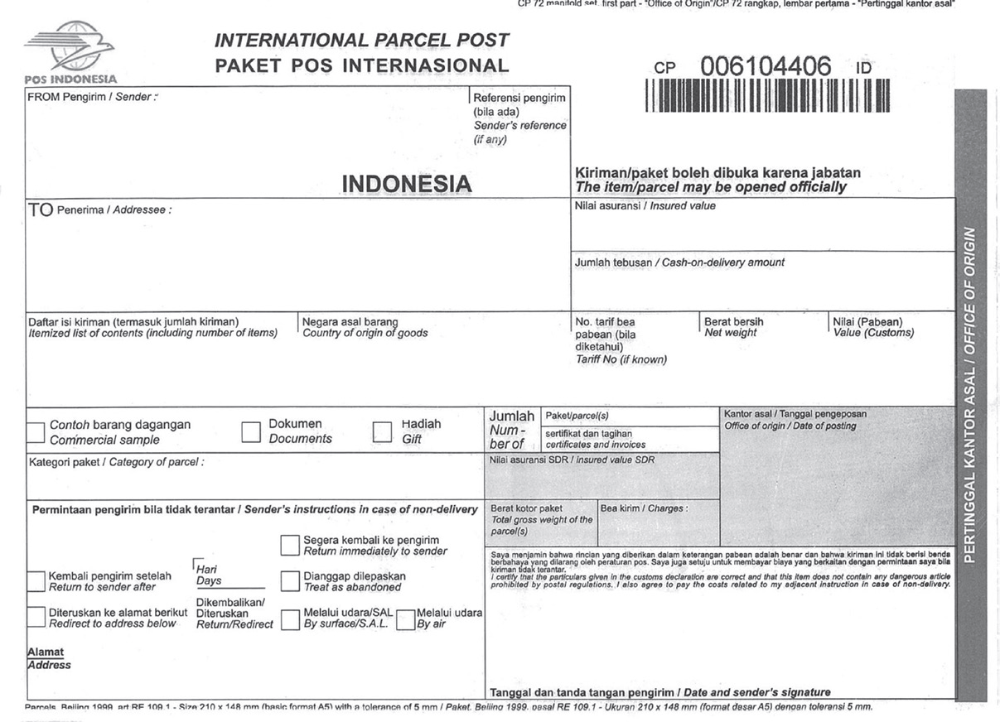 CP 72 manifold set, first part - "Office of Origin"/CP 72 rangkap, lembar pertama - "Pertinggal kantor asal"
POS INDONESIA
INTERNATIONAL PARCEL POST
PAKET POS INTERNASIONAL
CP 006104406 ID
FROM Pengirim / Sender :
Referensi pengirim
(bila ada)
Sender's reference
(if any)
INDONESIA
Kiriman/paket boleh dibuka karena jabatan
The item/parcel may be opened officially
TO Penerima / Addressee :
Nilai asuransi / Insured value
Jumlah tebusan / Cash-on-delivery amount
Daftar isi kiriman (termasuk jumlah kiriman)
Itemized list of contents (including number of items)
Negara asal barang
Country of origin of goods
No. tarif bea
pabean (bila
diketahui)
Tariff No (if known)
Berat bersih
Net weight
Nilai (Pabean)
Value (Customs)
Contoh barang dagangan
Commercial sample
Dokumen
Documents
Hadiah
Gift
Jumlah
Num -
ber of
Paket/parcel(s)
sertifikat dan tagihan
certificates and invoices
Kantor asal / Tanggal pengeposan
Office of origin / Date of posting
Kategori paket / Category of parcel :
Nilai asuransi SDR / insured value SDR
Permintaan pengirim bila tidak terantar / Sender's instructions in case of non-delivery
Berat kotor paket
Total gross weight of the
parcel(s)
Bea kirim / Charges :
Segera kembali ke pengirim
Return immediately to sender
Kembali pengirim setelah
Return to sender after
Hari
Days
Dianggap dilepaskan
Treat as abandoned
Diteruskan ke alamat berikut
Redirect to address below
Dikembalikan/
Diteruskan
Return/Redirect
Melalui udara/SAL
By surface/S.A.L.
Melalui udara
By air
Alamat
Address
Saya menjamin bahwa rincian yang diberikan dalam keterangan pabean adalah benar dan bahwa kiriman ini tidak berisi benda
berbahaya yang dilarang oleh peraturan pos. Saya juga setuju untuk membayar biaya yang berkaitan dengan permintaan saya bila
kiriman tidak terantar.
I certify that the particulars given in the customs declaration are correct and that this item does not contain any dangerous article
prohibited by postal regulations. I also agree to pay the costs related to my adjacent instruction in case of non-delivery.
Tanggal dan tanda tangan pengirim / Date and sender's signature
PERTINGGAL KANTOR ASAL / OFFICE OF ORIGIN
Parcels, Beijing 1999, art RE 109.1 - Size 210 x 148 mm (basic format A5) with a tolerance of 5 mm / Paket, Beijing 1999, pasal RE 109.1 - Ukuran 210 x 148 mm (format dasar A5) dengan toleransi 5 mm.